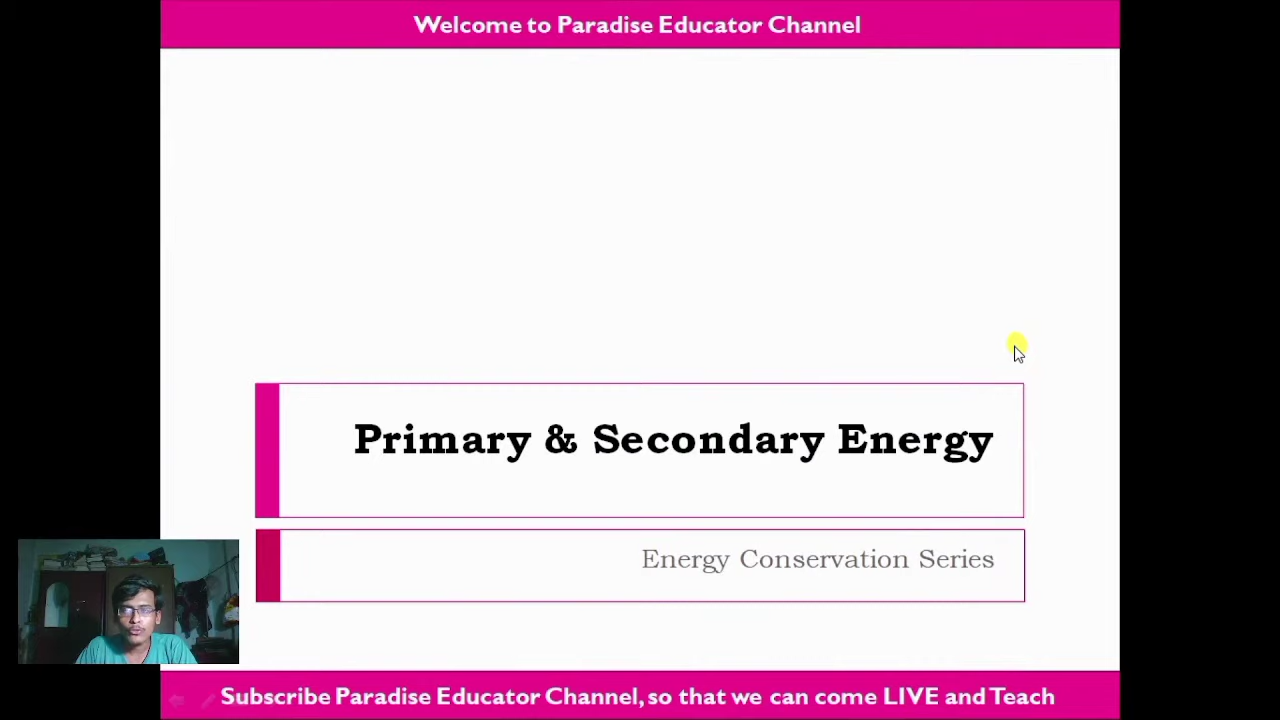 Welcome to Paradise Educator Channel
Primary & Secondary Energy
Energy Conservation Series
Subscribe Paradise Educator Channel, so that we can come LIVE and Teach